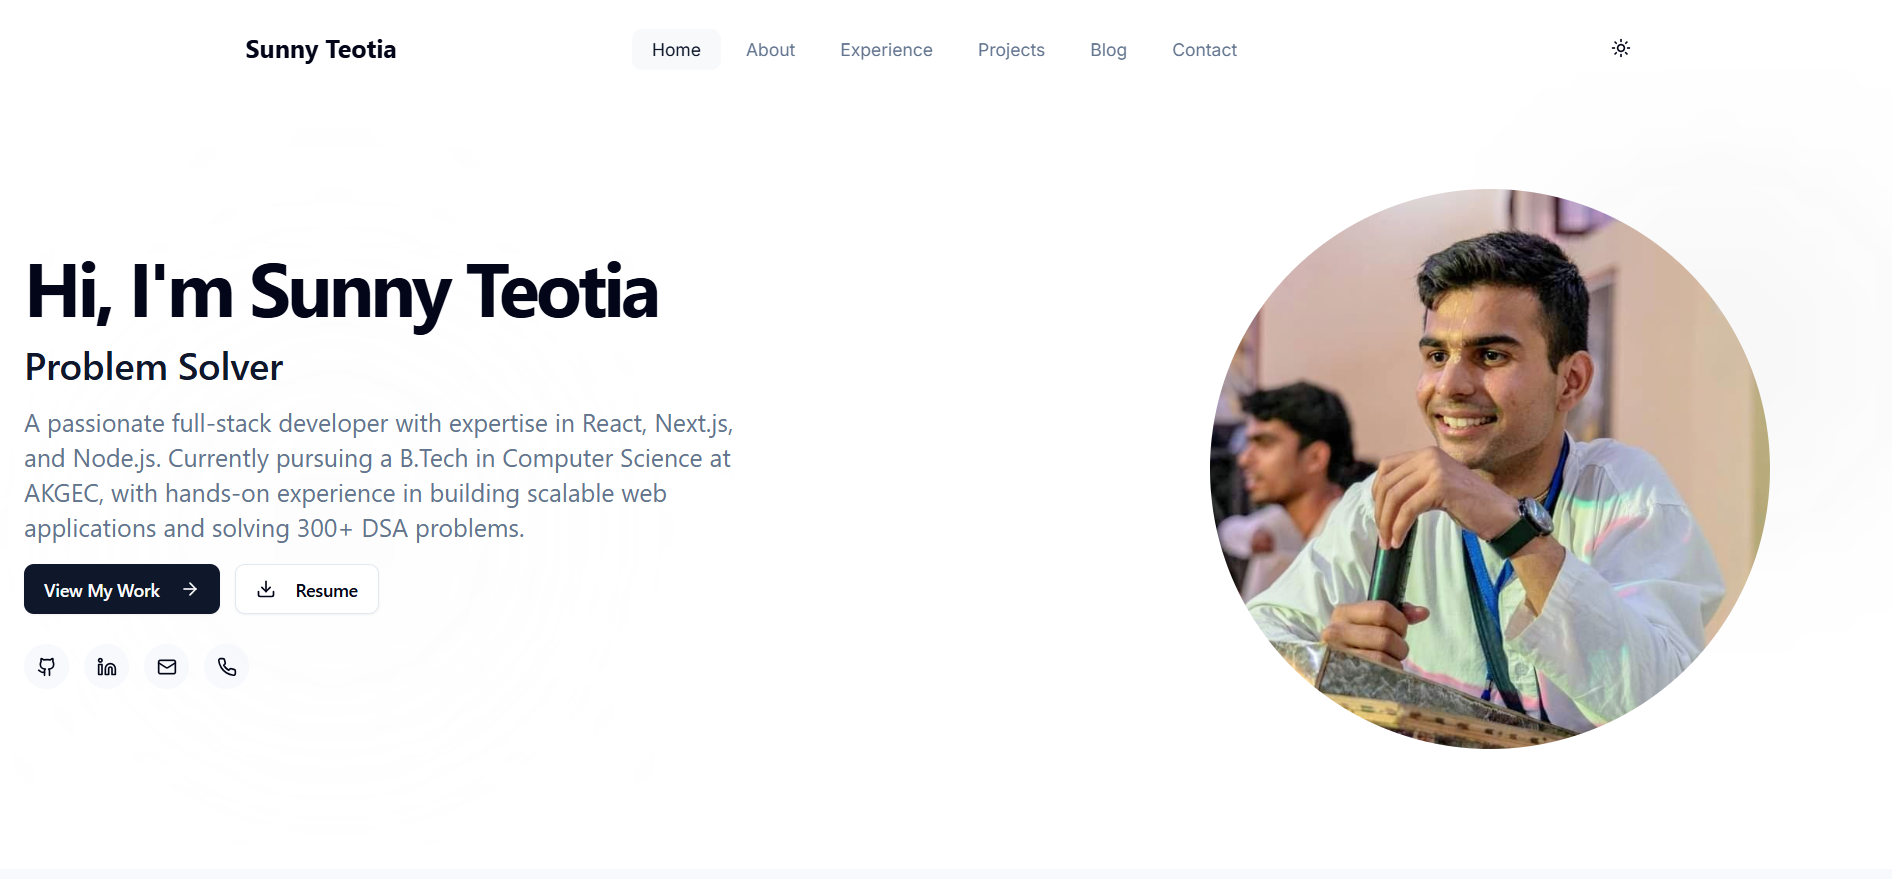 Sunny Teotia
Home
About
Experience
Projects
Blog
Contact
Hi, I'm Sunny Teotia
Problem Solver
A passionate full-stack developer with expertise in React, Next.js,
and Node.js. Currently pursuing a B.Tech in Computer Science at
AKGEC, with hands-on experience in building scalable web
applications and solving 300+ DSA problems.
View My Work
Resume